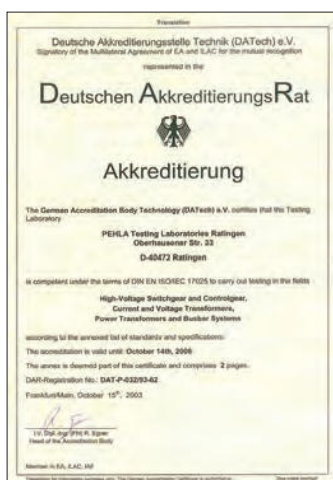 Translation
Deutsche Akkreditierungsstelle Technik (DATech) e.V.
Signatory of the Multilateral Agreement of EA and ILAC for the mutual recognition
represented in the
Deutschen AkkreditierungsRat
Akkreditierung
The German Accreditation Body Technology (DATech) e.V. certifies that the Testing
Laboratory
PEHLA Testing Laboratories Ratingen
Oberhausener Str. 33
D-40472 Ratingen
is competent under the terms of DIN EN ISO/IEC 17025 to carry out testing in the fields
High-Voltage Switchgear and Controlgear,
Current and Voltage Transformers,
Power Transformers and Busbar Systems
according to the annexed list of standards and specifications.
The accreditation is valid until: October 14th, 2008
The annex is deemed part of this certificate and comprises 2 pages.
DAR-Registration No.: DAT-P-032/93-62
Frankfurt/Main, October 15th, 2003
I.V. Dipl.-Ing. (FH) R. Egner
Head of the Accreditation Body
Member in EA, ILAC, IAF